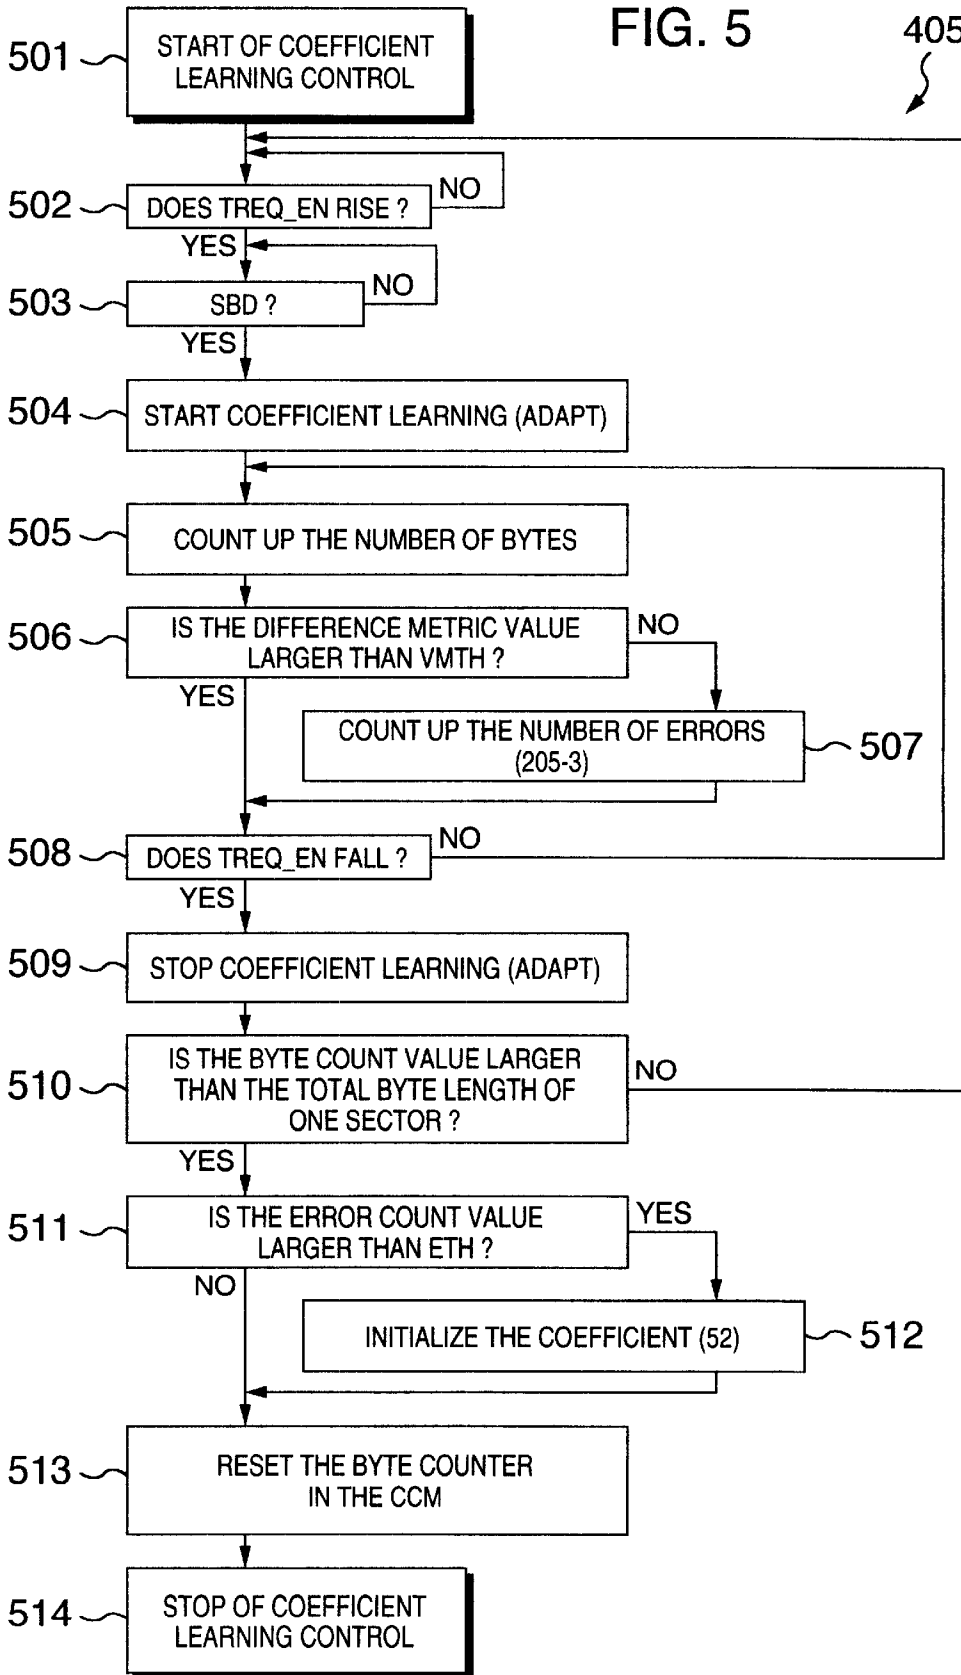 FIG. 5
405
501
START OF COEFFICIENT
LEARNING CONTROL
502
DOES TREQ_EN RISE ?
NO
YES
503
SBD ?
NO
YES
504
START COEFFICIENT LEARNING (ADAPT)
505
COUNT UP THE NUMBER OF BYTES
506
IS THE DIFFERENCE METRIC VALUE
LARGER THAN VMTH ?
NO
YES
COUNT UP THE NUMBER OF ERRORS
(205-3)
507
508
DOES TREQ_EN FALL ?
NO
YES
509
STOP COEFFICIENT LEARNING (ADAPT)
510
IS THE BYTE COUNT VALUE LARGER
THAN THE TOTAL BYTE LENGTH OF
ONE SECTOR ?
NO
YES
511
IS THE ERROR COUNT VALUE
LARGER THAN ETH ?
YES
NO
INITIALIZE THE COEFFICIENT (52)
512
513
RESET THE BYTE COUNTER
IN THE CCM
514
STOP OF COEFFICIENT
LEARNING CONTROL